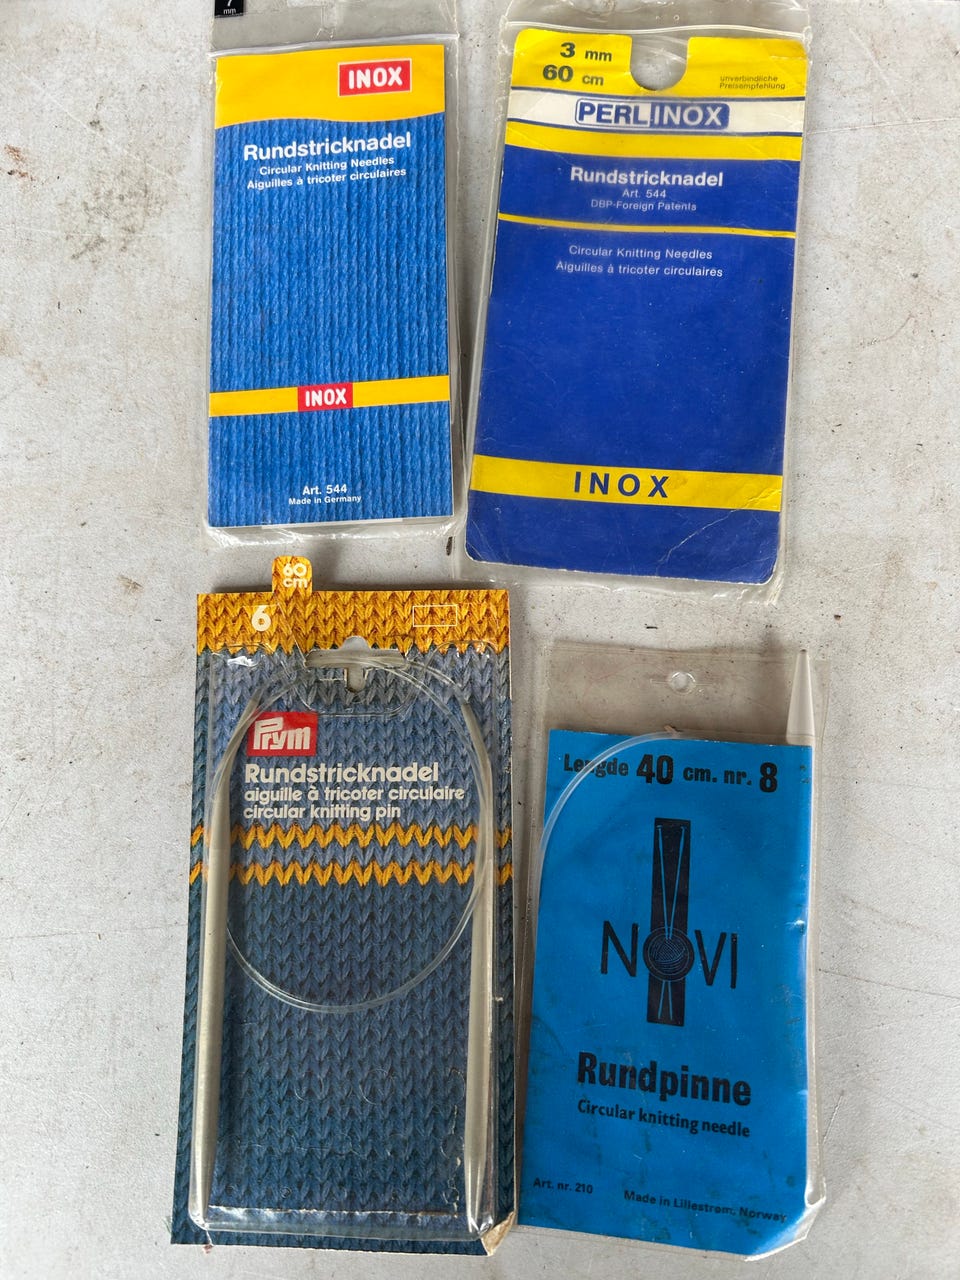 7
mm
INOX
Rundstricknadel
Circular Knitting Needles
Aiguilles à tricoter circulaires
INOX
Art. 544
Made in Germany
3 mm
60 cm
unverbindliche
Preisempfehlung
PERLINOX
Rundstricknadel
Art. 544
DBP-Foreign Patents
Circular Knitting Needles
Aiguilles à tricoter circulaires
INOX
60
cm
6
Prym
Rundstricknadel
aiguille à tricoter circulaire
circular knitting pin
Lengde 40 cm. nr. 8
NOVI
Rundpinne
Circular knitting needle
Art. nr. 210
Made in Lillestrøm, Norway